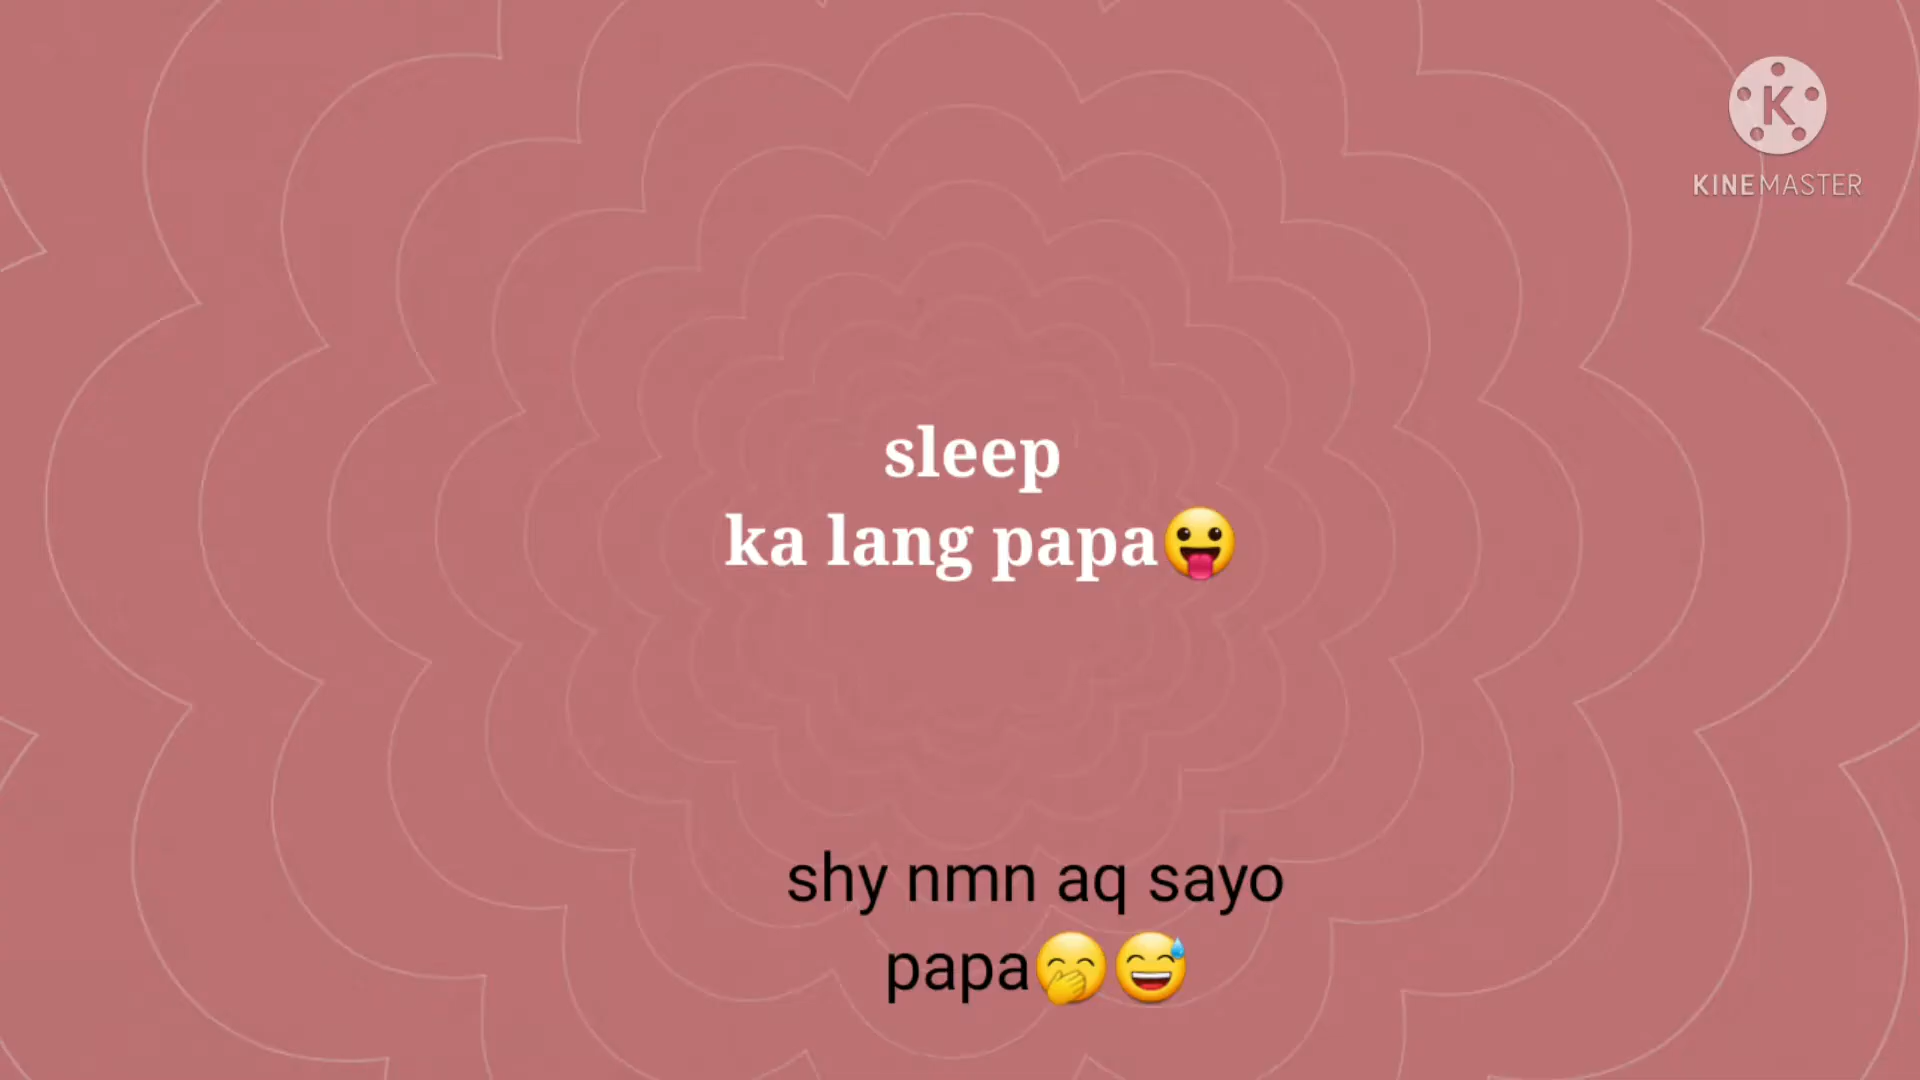 K
KINEMASTER
sleep
ka lang papa😛
shy nmn aq sayo
papa🤭😅